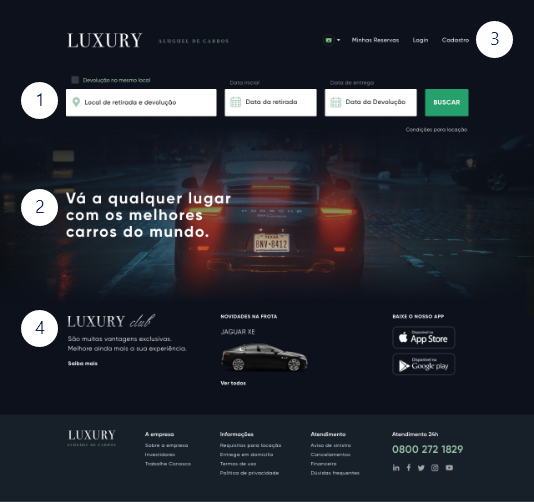 LUXURY ALUGUEL DE CARROS
Minhas Reservas Login Cadastro
3
Devolução no mesmo local
Data inicial
Data de entrega
1
Local de retirada e devolução
Data da retirada
Data da Devolução
BUSCAR
Condições para locação
2
Vá a qualquer lugar
com os melhores
carros do mundo.
PORSCHE
TEXAS
BNV·8412
4
LUXURY club
São muitas vantagens exclusivas.
Melhore ainda mais a sua experiência.
Saiba mais
NOVIDADES NA FROTA
JAGUAR XE
Ver todos
BAIXE O NOSSO APP
Disponível na
App Store
Disponível no
Google play
LUXURY
ALUGUEL DE CARROS
A empresa
Sobre a empresa
Investidores
Trabalhe Conosco
Informações
Requisitos para locação
Entrega em domicílio
Termos de uso
Política de privacidade
Atendimento
Aviso de sinistro
Cancelamentos
Financeiro
Dúvidas frequentes
Atendimento 24h
0800 272 1829